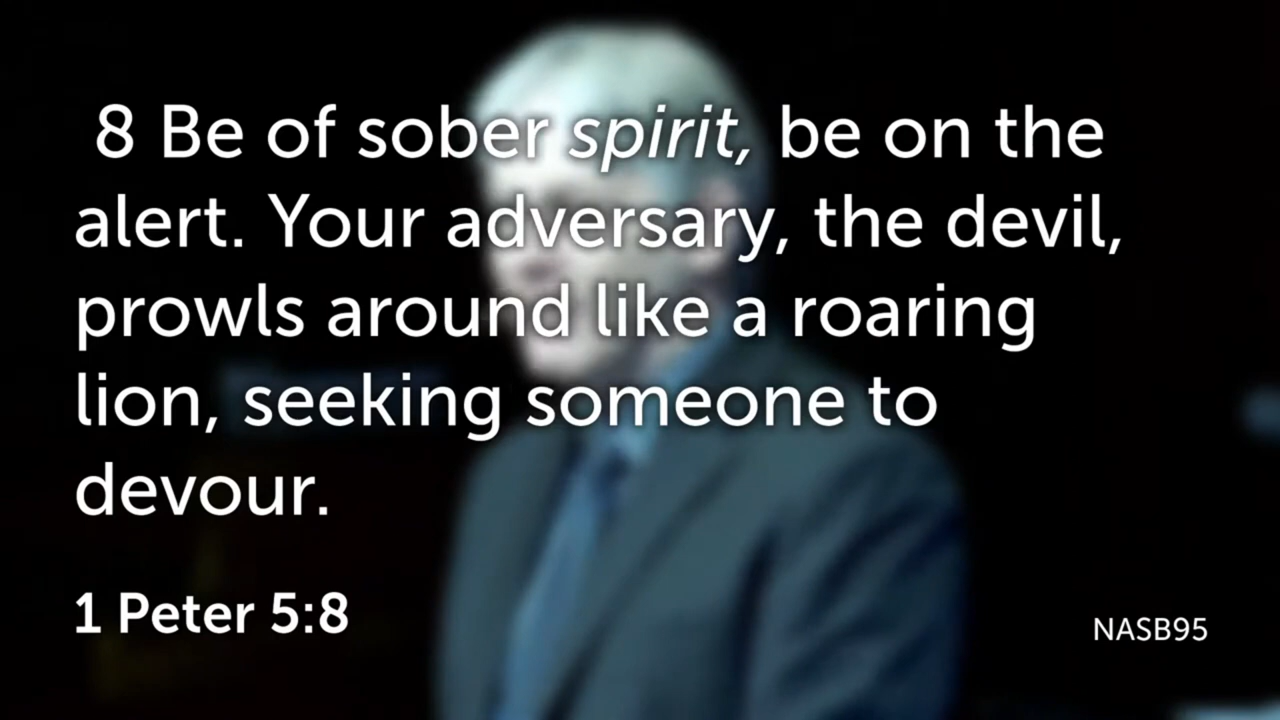 8 Be of sober spirit, be on the
alert. Your adversary, the devil,
prowls around like a roaring
lion, seeking someone to
devour.
1 Peter 5:8
NASB95